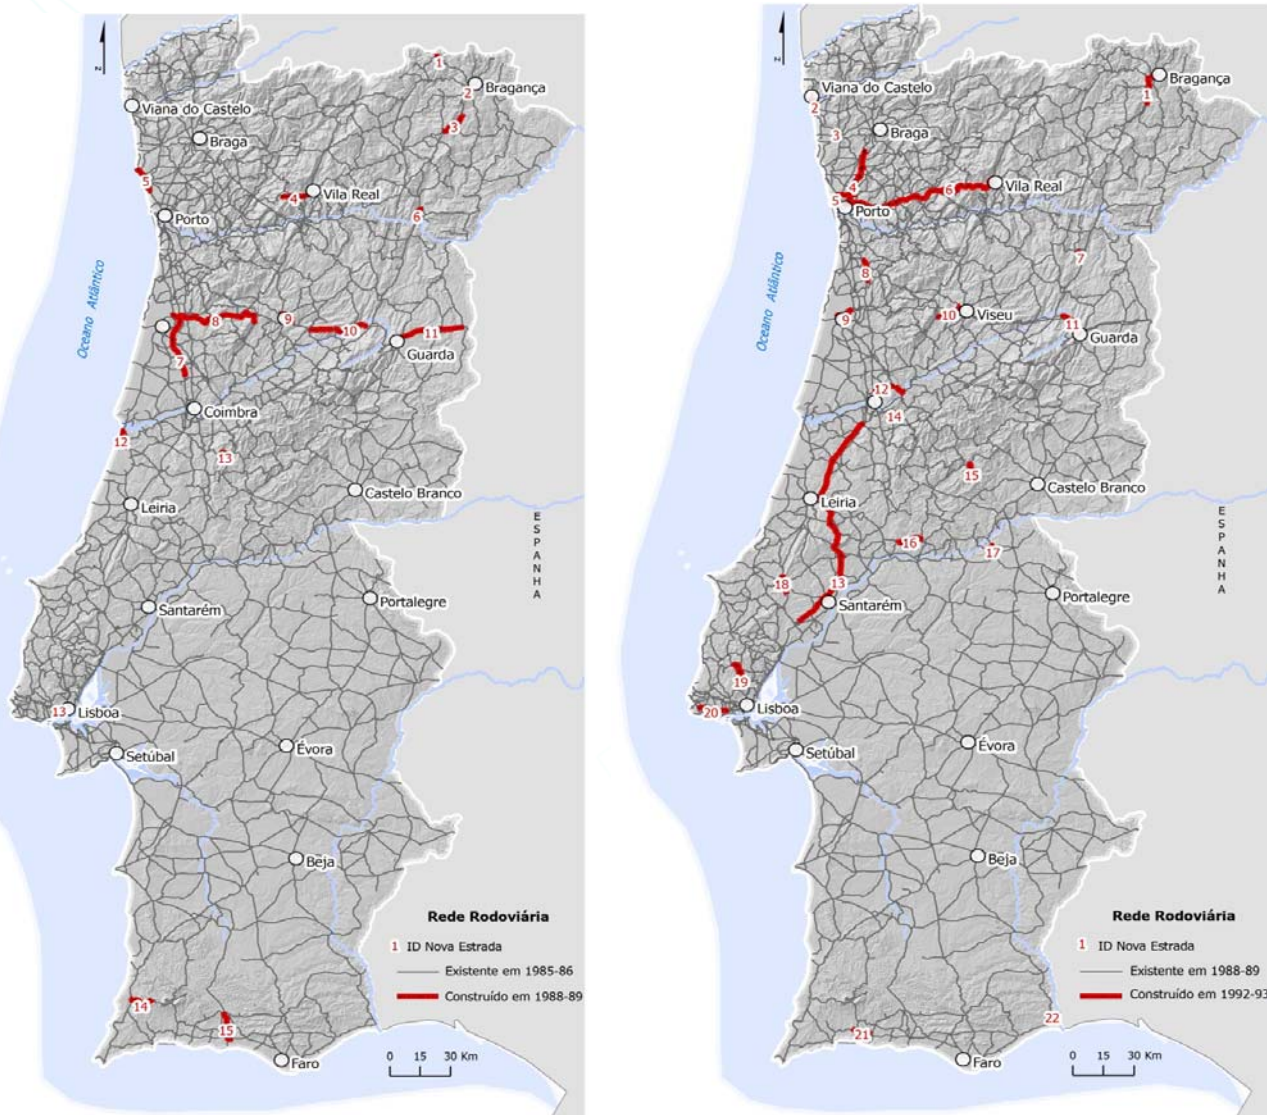 1
2
Bragança
3
Viana do Castelo
Braga
5
4
Vila Real
6
Porto
Oceano Atlântico
8
9
10
11
Guarda
7
Coimbra
12
13
Castelo Branco
Leiria
ESPANHA
Portalegre
Santarém
13
Lisboa
Évora
Setúbal
Beja
Rede Rodoviária
1 ID Nova Estrada
Existente em 1985-86
Construído em 1988-89
14
15
Faro
0 15 30 Km
Bragança
1
Viana do Castelo
2
3
Braga
4
6
Vila Real
5
Porto
7
8
Oceano Atlântico
9
10
Viseu
11
Guarda
12
14
15
Castelo Branco
Leiria
ESPANHA
16
17
18
13
Santarém
Portalegre
19
20
Lisboa
Évora
Setúbal
Beja
Rede Rodoviária
1 ID Nova Estrada
Existente em 1988-89
Construído em 1992-93
22
21
Faro
0 15 30 Km